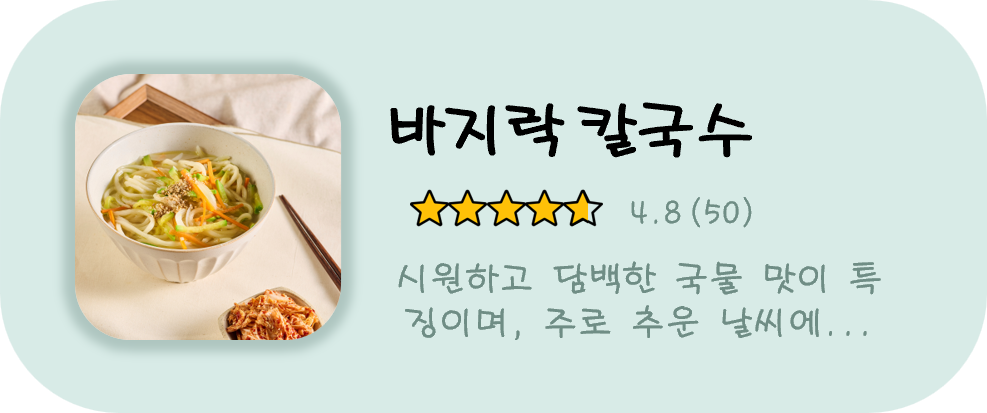 바지락 칼국수
4.8 (50)
시원하고 담백한 국물 맛이 특
징이며, 주로 추운 날씨에...